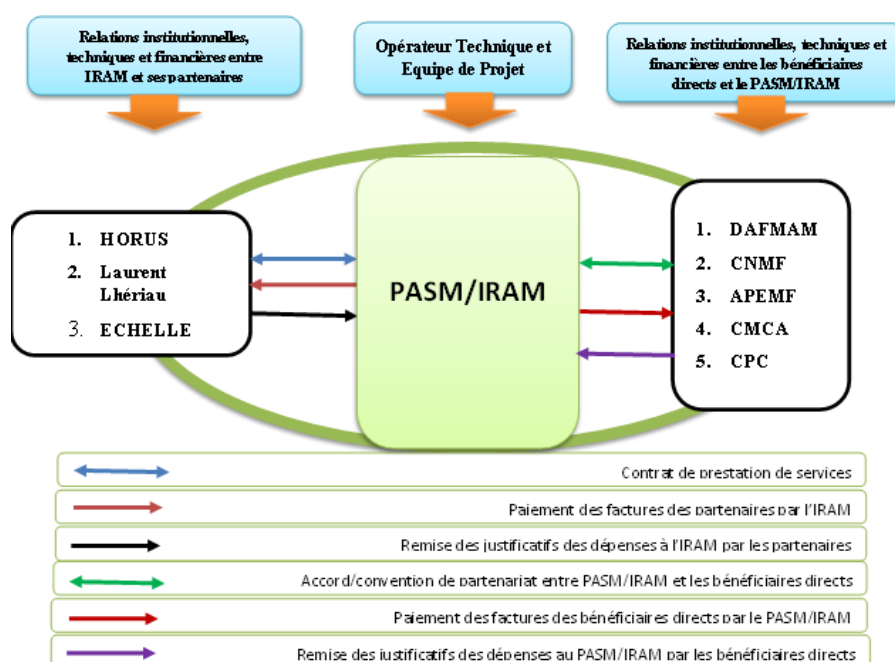 Relations institutionnelles,
techniques et financières entre
IRAM et ses partenaires
Opérateur Technique et
Equipe de Projet
Relations institutionnelles, techniques et
financières entre les bénéficiaires
directs et le PASM/IRAM
1. HORUS
2. Laurent
Lhériau
3. ECHELLE
PASM/IRAM
1. DAFMAM
2. CNMF
3. APEMF
4. CMCA
5. CPC
Contrat de prestation de services
Paiement des factures des partenaires par l'IRAM
Remise des justificatifs des dépenses à l'IRAM par les partenaires
Accord/convention de partenariat entre PASM/IRAM et les bénéficiaires directs
Paiement des factures des bénéficiaires directs par le PASM/IRAM
Remise des justificatifs des dépenses au PASM/IRAM par les bénéficiaires directs